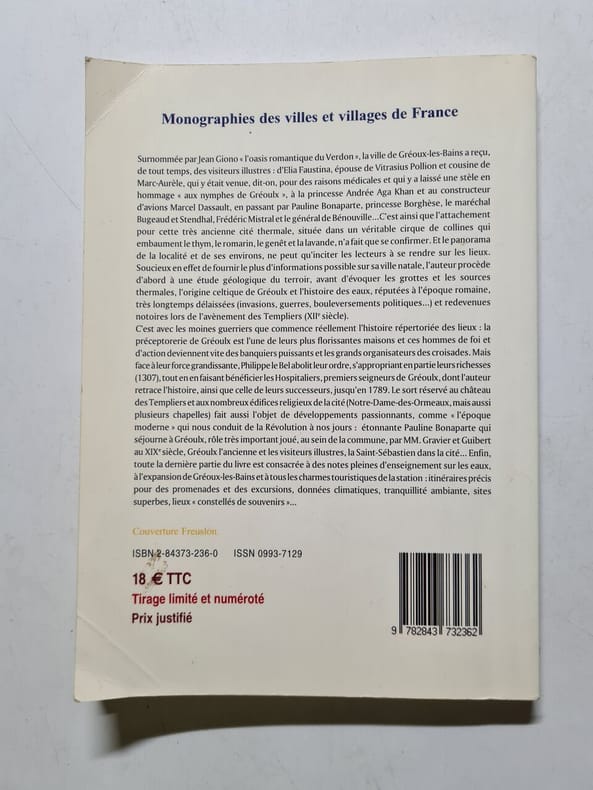 Monographies des villes et villages de France
Surnommée par Jean Giono « l'oasis romantique du Verdon », la ville de Gréoux-les-Bains a reçu,
de tout temps, des visiteurs illustres : d'Elia Faustina, épouse de Vitrasius Pollion et cousine de
Marc-Aurèle, qui y était venue, dit-on, pour des raisons médicales et qui y a laissé une stèle en
hommage « aux nymphes de Gréoulx », à la princesse Andrée Aga Khan et au constructeur
d'avions Marcel Dassault, en passant par Pauline Bonaparte, princesse Borghèse, le maréchal
Bugeaud et Stendhal, Frédéric Mistral et le général de Bénouville...C'est ainsi que l'attachement
pour cette très ancienne cité thermale, située dans un véritable cirque de collines qui
embaument le thym, le romarin, le genêt et la lavande, n'a fait que se confirmer. Et le panorama
de la localité et de ses environs, ne peut qu'inciter les lecteurs à se rendre sur les lieux.
Soucieux en effet de fournir le plus d'informations possible sur sa ville natale, l'auteur procède
d'abord à une étude géologique du terroir, avant d'évoquer les grottes et les sources
thermales, l'origine celtique de Gréoulx et l'histoire des eaux, réputées à l'époque romaine,
très longtemps délaissées (invasions, guerres, bouleversements politiques...) et redevenues
notoires lors de l'avènement des Templiers (XIIe siècle).
C'est avec les moines guerriers que commence réellement l'histoire répertoriée des lieux : la
préceptorerie de Gréoulx est l'une de leurs plus florissantes maisons et ces hommes de foi et
d'action deviennent vite des banquiers puissants et les grands organisateurs des croisades. Mais
face à leur force grandissante, Philippe le Bel abolit leur ordre, s'appropriant en partie leurs richesses
(1307), tout en en faisant bénéficier les Hospitaliers, premiers seigneurs de Gréoulx, dont l'auteur
retrace l'histoire, ainsi que celle de leurs successeurs, jusqu'en 1789. Le sort réservé au château
des Templiers et aux nombreux édifices religieux de la cité (Notre-Dame-des-Ormeaux, mais aussi
plusieurs chapelles) fait aussi l'objet de développements passionnants, comme « l'époque
moderne » qui nous conduit de la Révolution à nos jours : étonnante Pauline Bonaparte qui
séjourne à Gréoulx, rôle très important joué, au sein de la commune, par MM. Gravier et Guibert
au XIXe siècle, Gréoulx l'ancienne et les visiteurs illustres, la Saint-Sébastien dans la cité... Enfin,
toute la dernière partie du livre est consacrée à des notes pleines d'enseignement sur les eaux,
à l'expansion de Gréoux-les-Bains et à tous les charmes touristiques de la station : itinéraires précis
pour des promenades et des excursions, données climatiques, tranquillité ambiante, sites
superbes, lieux « constellés de souvenirs »...
Couverture Freuslon.
ISBN 2-84373-236-0 ISSN 0993-7129
18 € TTC
Tirage limité et numéroté
Prix justifié
9 782843 732362